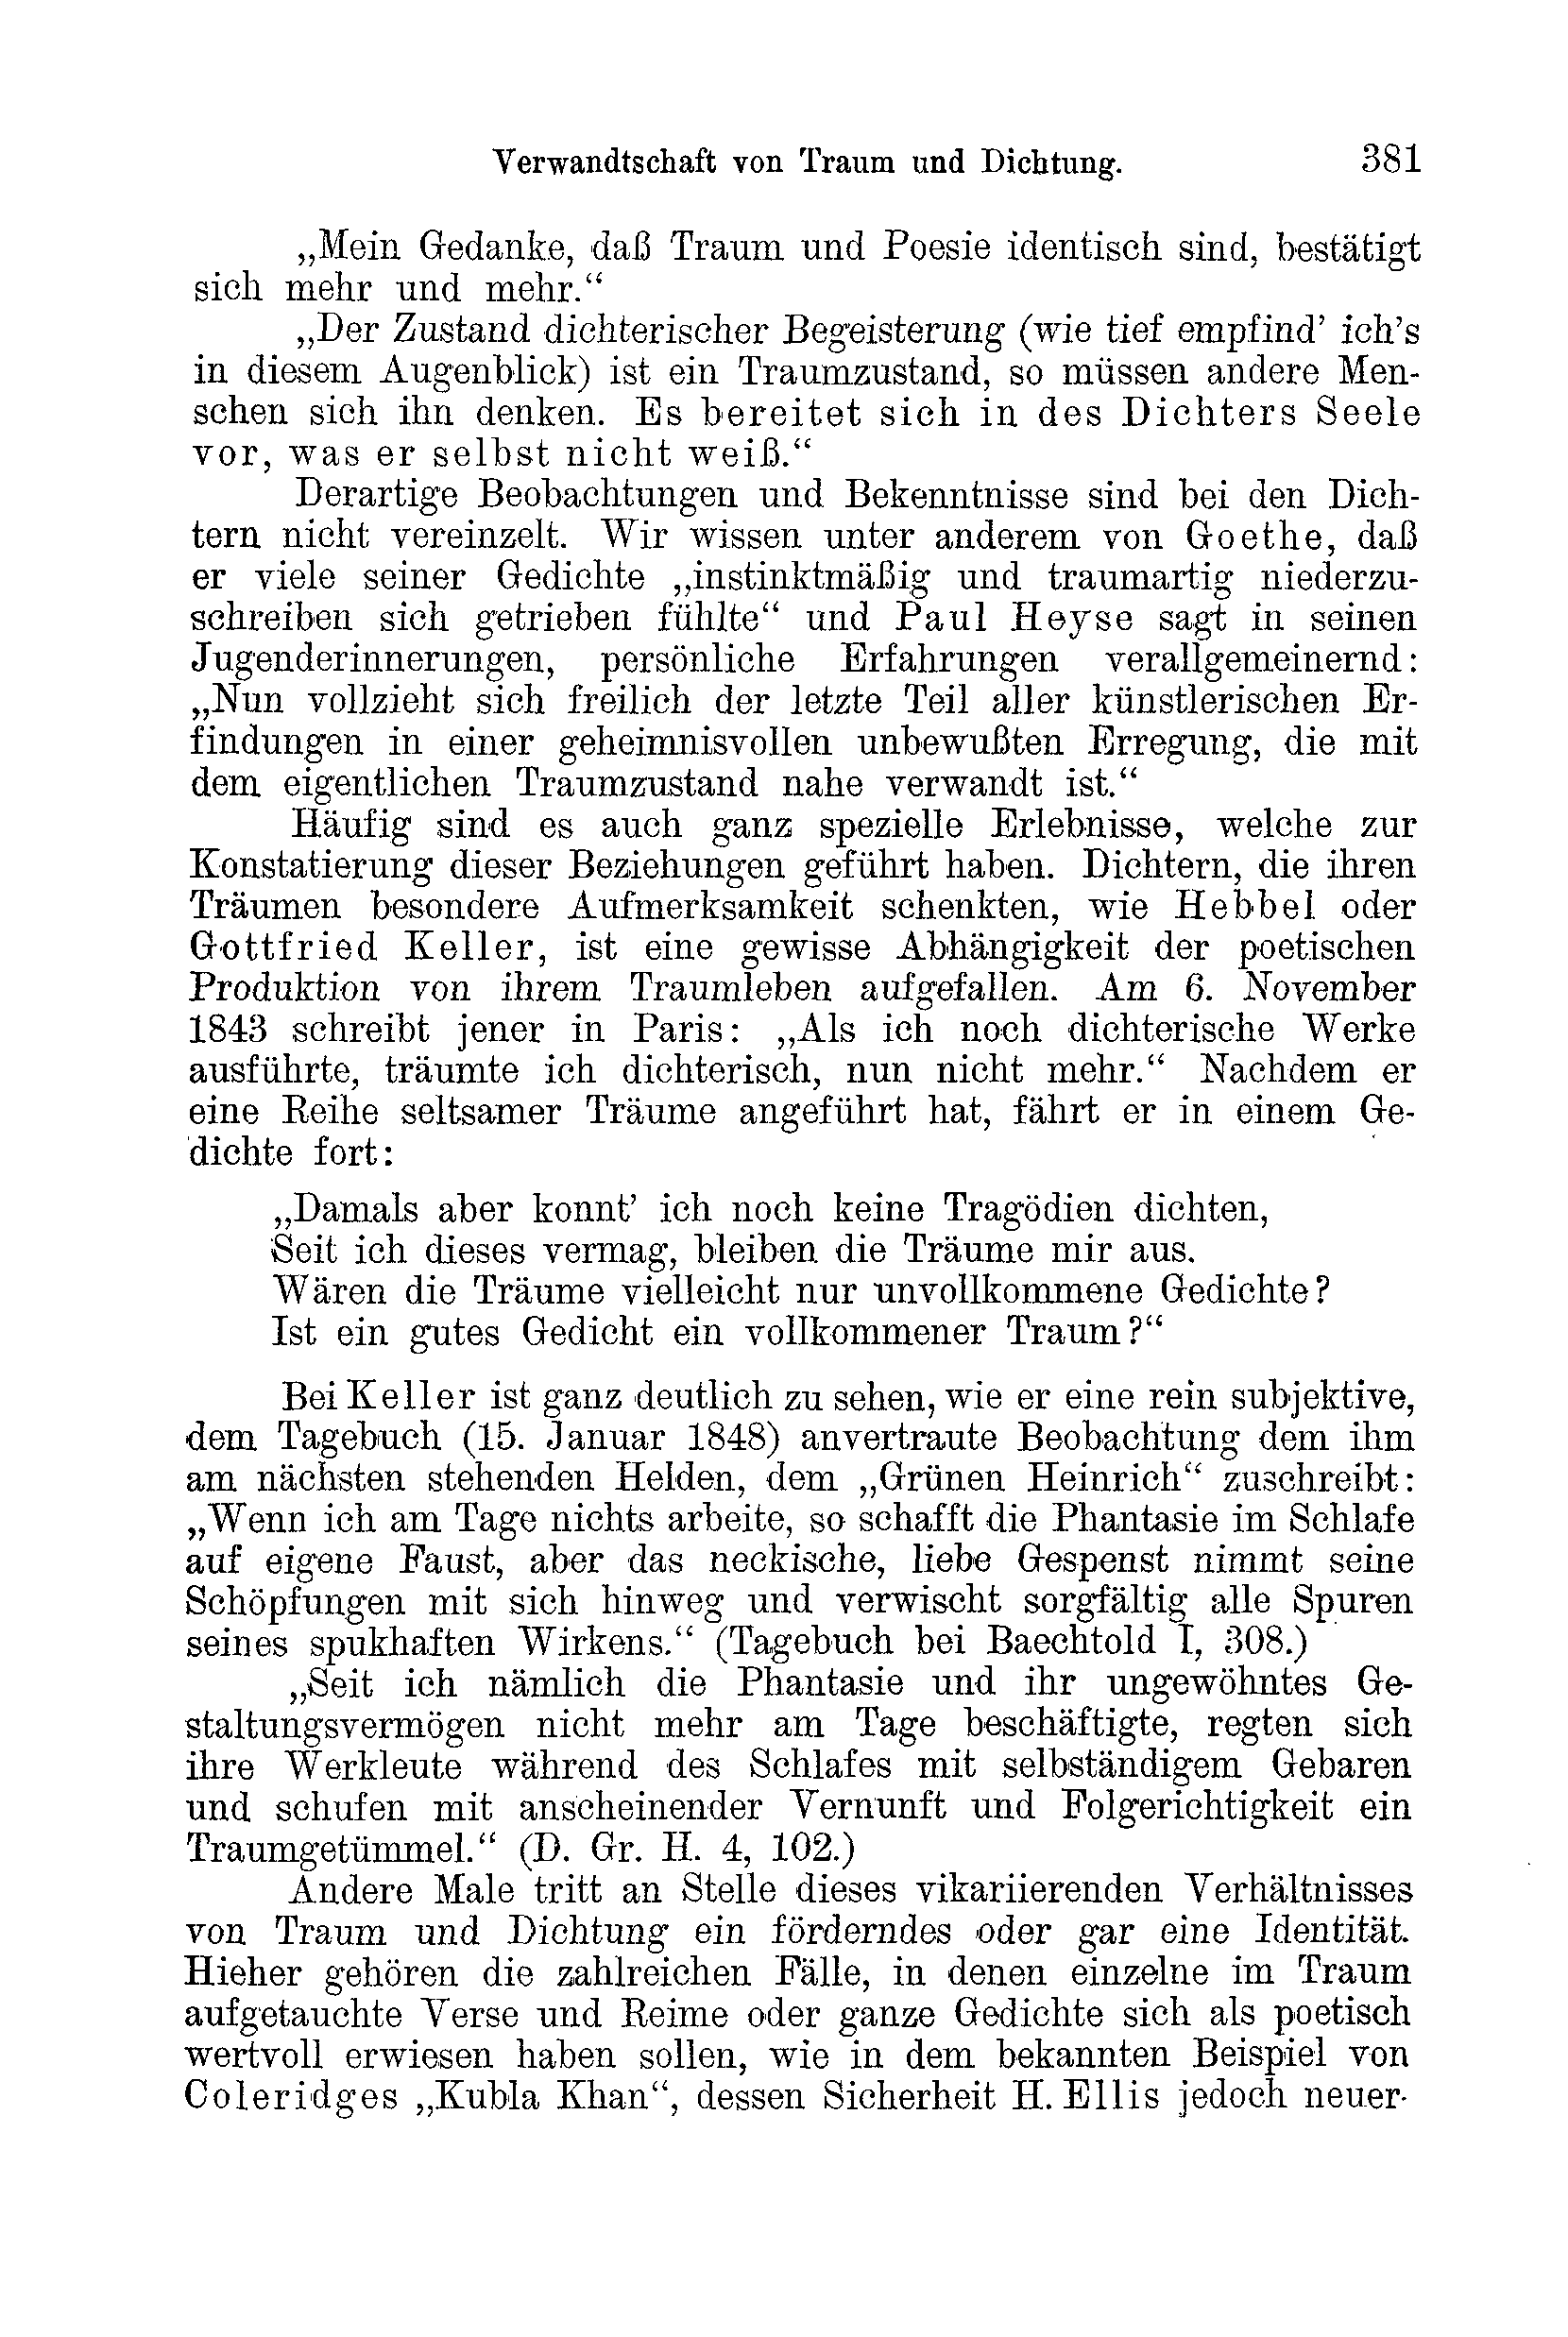 Verwandtschaft von Traum und Dichtung. 381
„Mein Gedanke, daß Traum und Poesie identisch sind, bestätigt
sich mehr und mehr.“
„Der Zustand dichterischer Begeisterung (wie tief empfind’ ich’s
in diesem Augenblick) ist ein Traumzustand, so müssen andere Men-
schen sich ihn denken. Es bereitet sich in des Dichters Seele
vor, was er selbst nicht weiß.“
Derartige Beobachtungen und Bekenntnisse sind bei den Dich-
tern nicht vereinzelt. Wir wissen unter anderem von Goethe, daß
er viele seiner Gedichte „instinktmäßig und traumartig niederzu-
schreiben sich getrieben fühlte“ und Paul Heyse sagt in seinen
Jugenderinnerungen, persönliche Erfahrungen verallgemeinernd:
„Nun vollzieht sich freilich der letzte Teil aller künstlerischen Er-
findungen in einer geheimnisvollen unbewußten Erregung, die mit
dem eigentlichen Traumzustand nahe verwandt ist.“
Häufig sind es auch ganz spezielle Erlebnisse, welche zur
Konstatierung dieser Beziehungen geführt haben. Dichtern, die ihren
Träumen besondere Aufmerksamkeit schenkten, wie Hebbel oder
Gottfried Keller, ist eine gewisse Abhängigkeit der poetischen
Produktion von ihrem Traumleben aufgefallen. Am 6. November
1843 schreibt jener in Paris: „Als ich noch dichterische Werke
ausführte, träumte ich dichterisch, nun nicht mehr.“ Nachdem er
eine Reihe seltsamer Träume angeführt hat, fährt er in einem Ge-
dichte fort:
„Damals aber konnt’ ich noch keine Tragödien dichten,
Seit ich dieses vermag, bleiben die Träume mir aus.
Wären die Träume vielleicht nur unvollkommene Gedichte?
Ist ein gutes Gedicht ein vollkommener Traum?“
Bei Keller ist ganz deutlich zu sehen, wie er eine rein subjektive,
dem Tagebuch (15. Januar 1848) anvertraute Beobachtung dem ihm
am nächsten stehenden Helden, dem „Grünen Heinrich“ zuschreibt:
„Wenn ich am Tage nichts arbeite, so schafft die Phantasie im Schlafe
auf eigene Faust, aber das neckische, liebe Gespenst nimmt seine
Schöpfungen mit sich hinweg und verwischt sorgfältig alle Spuren
seines spukhaften Wirkens.“ (Tagebuch bei Baechtold I, 308.)
„Seit ich nämlich die Phantasie und ihr ungewöhntes Ge-
staltungsvermögen nicht mehr am Tage beschäftigte, regten sich
ihre Werkleute während des Schlafes mit selbständigem Gebaren
und schufen mit anscheinender Vernunft und Folgerichtigkeit ein
Traumgetümmel.“ (D. Gr. H. 4, 102.)
Andere Male tritt an Stelle dieses vikariierenden Verhältnisses
von Traum und Dichtung ein förderndes oder gar eine Identität.
Hieher gehören die zahlreichen Fälle, in denen einzelne im Traum
aufgetauchte Verse und Reime oder ganze Gedichte sich als poetisch
wertvoll erwiesen haben sollen, wie in dem bekannten Beispiel von
Coleridges „Kubla Khan“, dessen Sicherheit H. Ellis jedoch neuer-